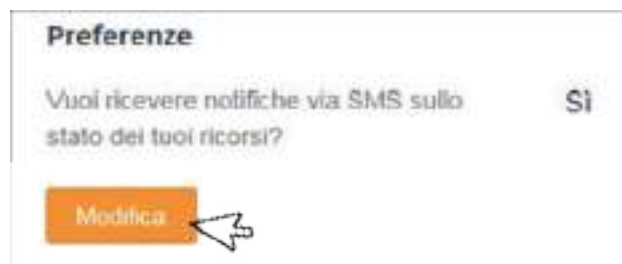 Preferenze
Vuoi ricevere notifiche via SMS sullo Sì
stato dei tuoi ricorsi?
Modifica